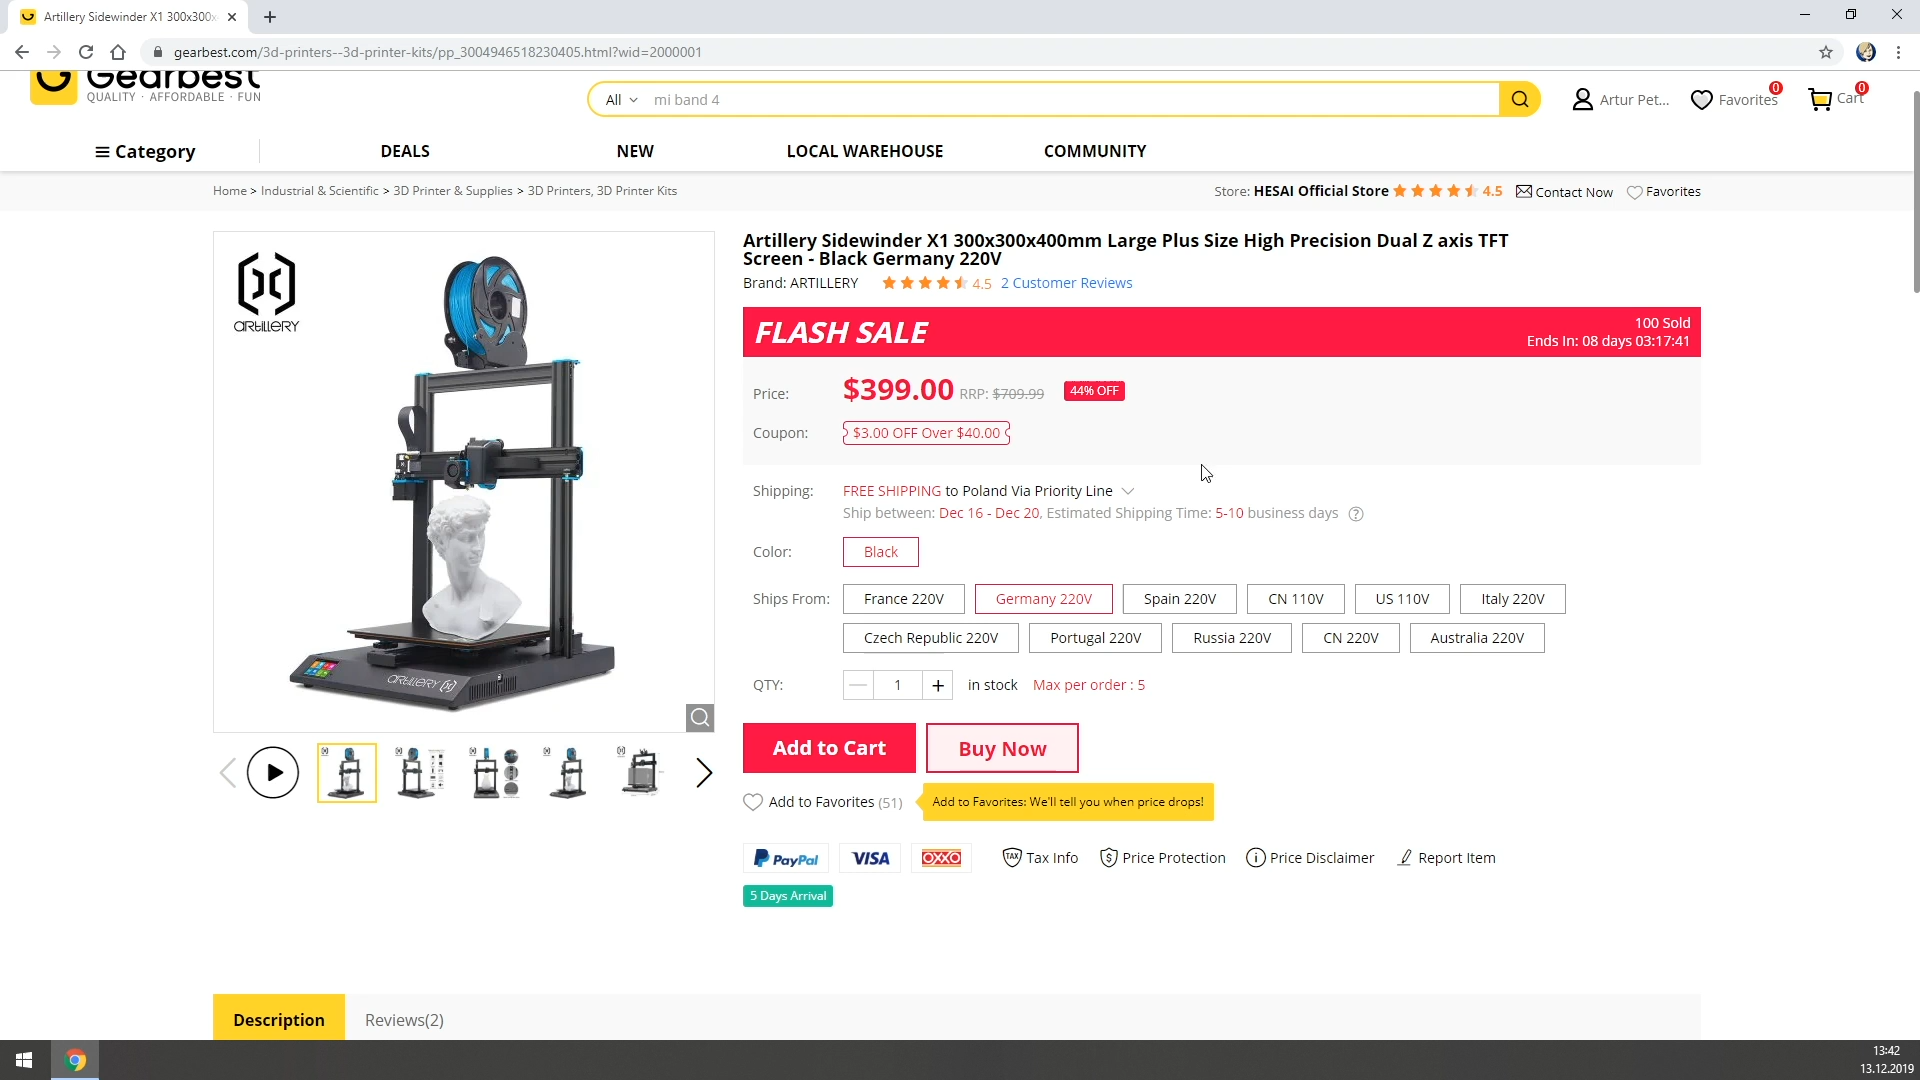 Artillery Sidewinder X1 300x300x
gearbest.com/3d-printers--3d-printer-kits/pp_3004946518230405.html?wid=2000001
Gearbest
QUALITY · AFFORDABLE · FUN
All mi band 4
Artur Pet...
Favorites 0
Cart 0
Category
DEALS
NEW
LOCAL WAREHOUSE
COMMUNITY
Home > Industrial & Scientific > 3D Printer & Supplies > 3D Printers, 3D Printer Kits
Store: HESAI Official Store 4.5 Contact Now Favorites
ARTILLERY
ARTILLERY
Artillery Sidewinder X1 300x300x400mm Large Plus Size High Precision Dual Z axis TFT
Screen - Black Germany 220V
Brand: ARTILLERY 4.5 2 Customer Reviews
FLASH SALE
100 Sold
Ends In: 08 days 03:17:41
Price: $399.00 RRP: $709.99 44% OFF
Coupon: $3.00 OFF Over $40.00
Shipping: FREE SHIPPING to Poland Via Priority Line
Ship between: Dec 16 - Dec 20, Estimated Shipping Time: 5-10 business days ?
Color: Black
Ships From: France 220V Germany 220V Spain 220V CN 110V US 110V Italy 220V
Czech Republic 220V Portugal 220V Russia 220V CN 220V Australia 220V
QTY: 1 + in stock Max per order : 5
Add to Cart Buy Now
Add to Favorites (51) Add to Favorites: We'll tell you when price drops!
PayPal VISA OXXO TAX Tax Info $ Price Protection i Price Disclaimer Report Item
5 Days Arrival
Description Reviews(2)
13:42
13.12.2019